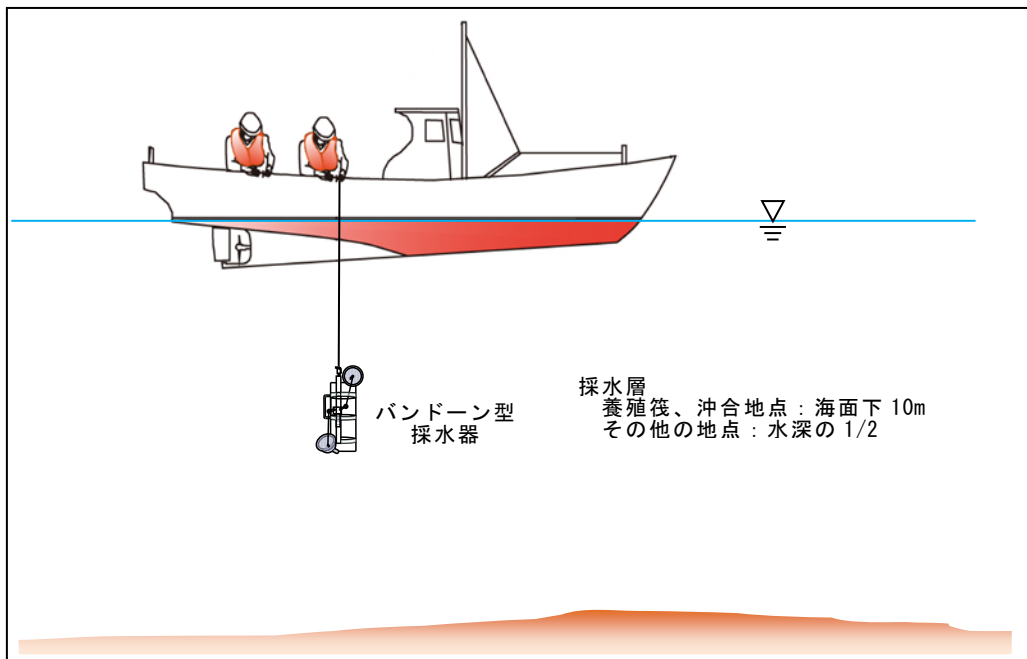 バンドーン型
採水器
採水層
養殖筏、沖合地点：海面下 10m
その他の地点：水深の 1/2